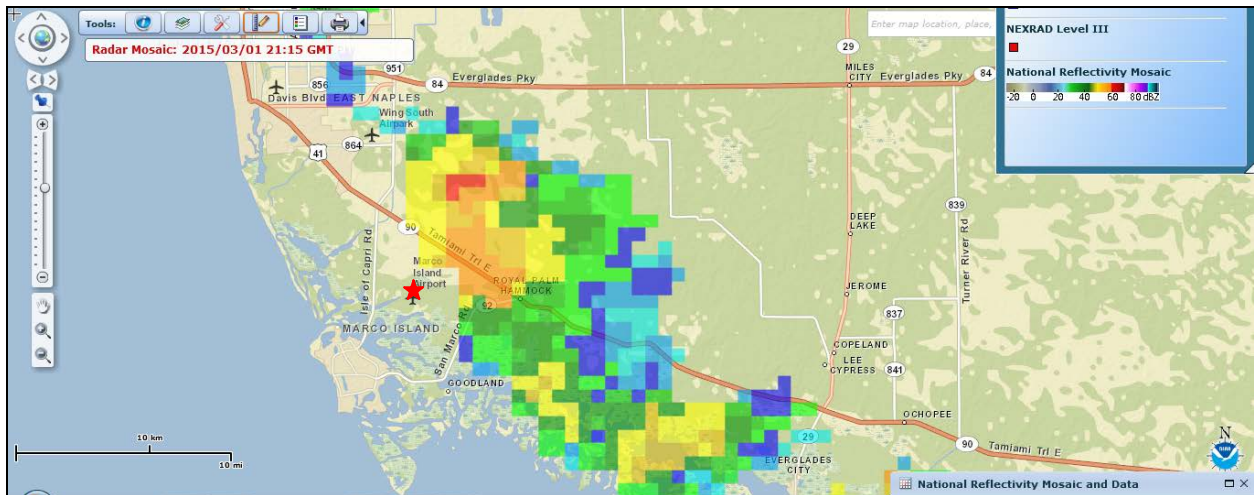 Tools:
Radar Mosaic: 2015/03/01 21:15 GMT
Enter map location, place,
NEXRAD Level III
National Reflectivity Mosaic
-20 0 20 40 60 80 dBZ
951
84
Everglades Pkwy
29
MILES
CITY
Everglades Pky
84
856
Davis Blvd
EAST NAPLES
Wing South
Airpark
864
41
839
90
Tamiami Trl E
Isle of Capri Rd
Marco
Island
Airport
DEEP
LAKE
Turner River Rd
ROYAL PALM
HAMMOCK
92
JEROME
837
MARCO ISLAND
San Marco Rd
COPELAND
LEE
CYPRESS
841
GOODLAND
OCHOPEE
29
90
Tamiami Trl E
EVERGLADES
CITY
10 km
10 mi
N
National Reflectivity Mosaic and Data